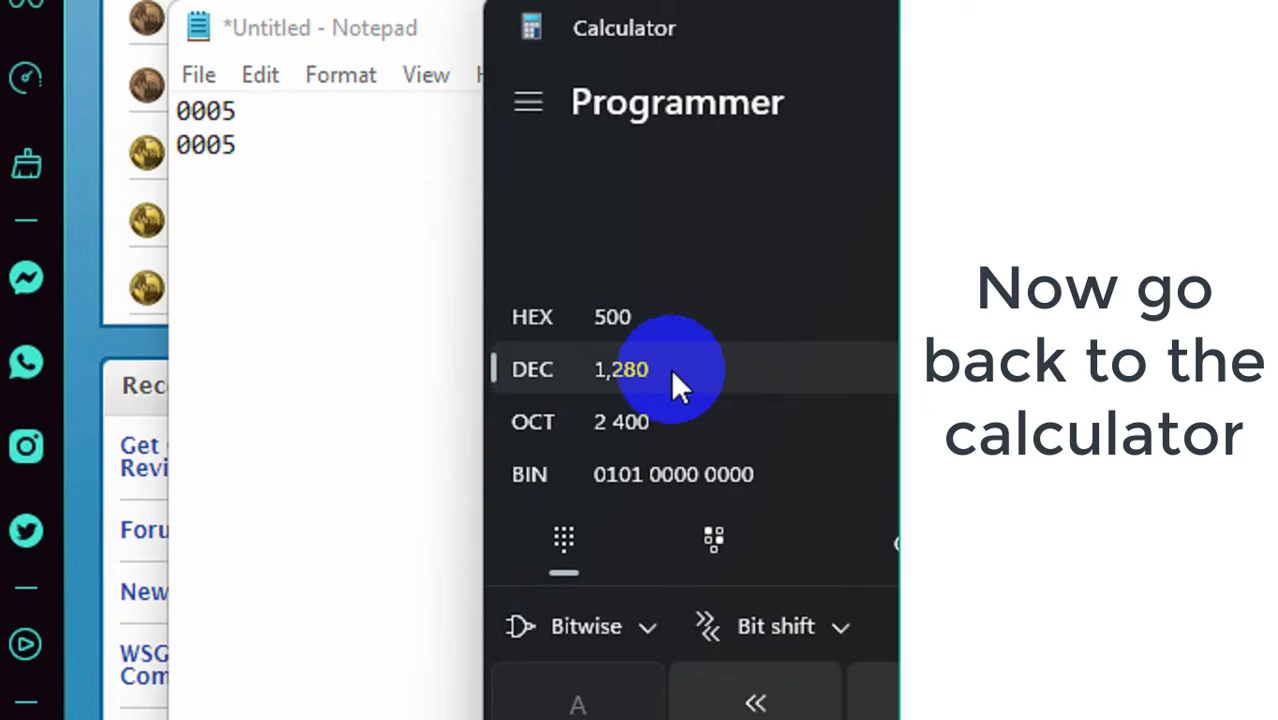 *Untitled - Notepad
File Edit Format View
0005
0005
Calculator
Programmer
HEX 500
DEC 1,280
OCT 2 400
BIN 0101 0000 0000
Bitwise
Bit shift
A
Now go
back to the
calculator
Rec
Get
Revi
Foru
New
WSG
Com